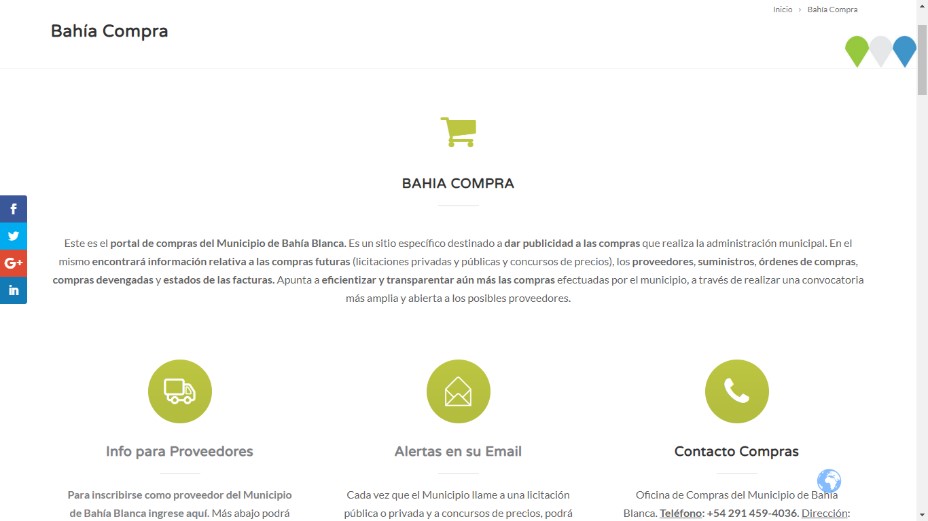 Inicio › Bahía Compra
Bahía Compra
BAHIA COMPRA
Este es el portal de compras del Municipio de Bahía Blanca. Es un sitio específico destinado a dar publicidad a las compras que realiza la administración municipal. En el
mismo encontrará información relativa a las compras futuras (licitaciones privadas y públicas y concursos de precios), los proveedores, suministros, órdenes de compras,
compras devengadas y estados de las facturas. Apunta a eficientizar y transparentar aún más las compras efectuadas por el municipio, a través de realizar una convocatoria
más amplia y abierta a los posibles proveedores.
Info para Proveedores
Para inscribirse como proveedor del Municipio
de Bahía Blanca ingrese aquí. Más abajo podrá
Alertas en su Email
Cada vez que el Municipio llame a una licitación
pública o privada y a concursos de precios, podrá
Contacto Compras
Oficina de Compras del Municipio de Bahía
Blanca. Teléfono: +54 291 459-4036. Dirección: